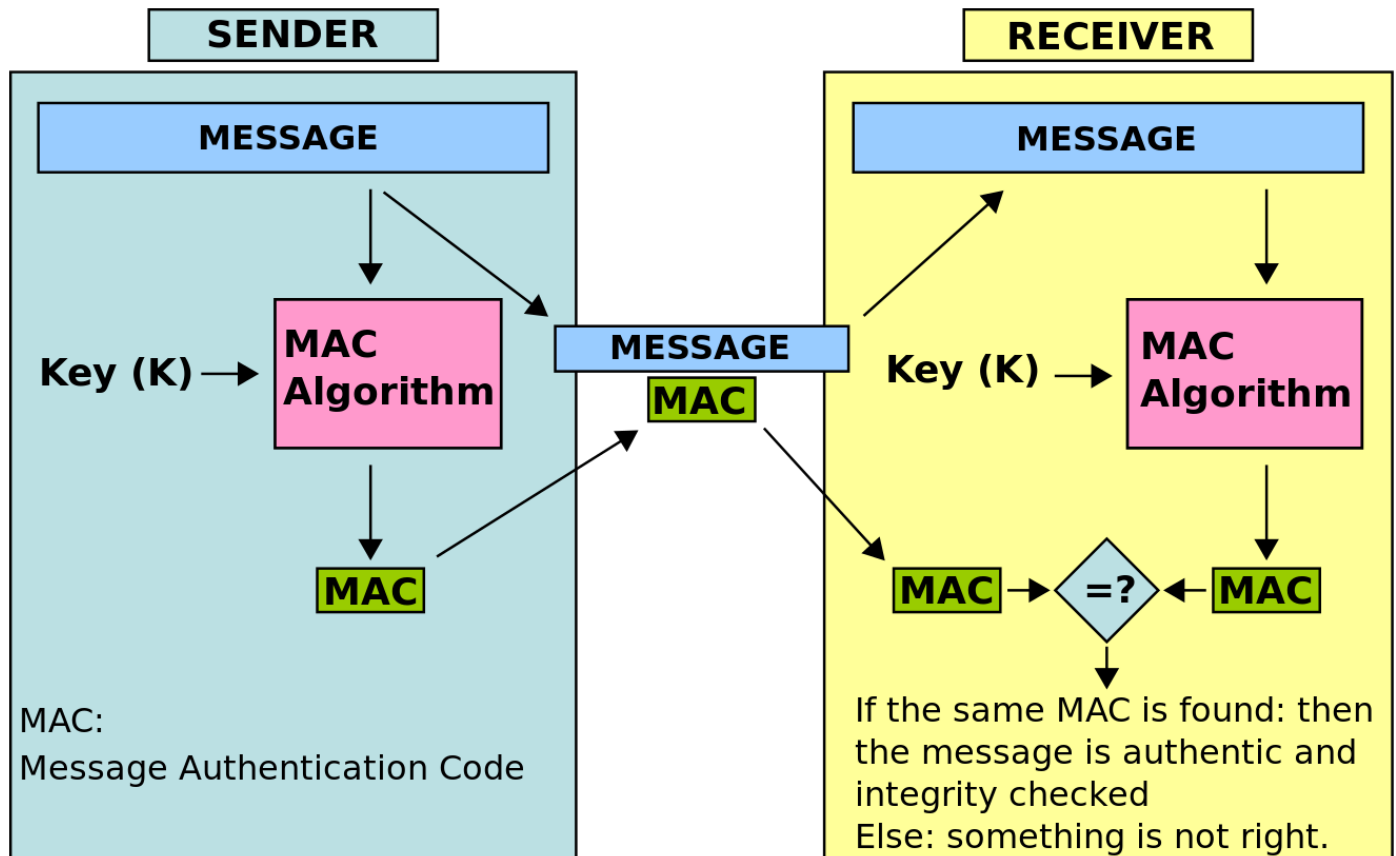 SENDER
MESSAGE
Key (K)
MAC
Algorithm
MAC
MAC:
Message Authentication Code
MESSAGE
MAC
RECEIVER
MESSAGE
Key (K)
MAC
Algorithm
MAC
=?
MAC
If the same MAC is found: then
the message is authentic and
integrity checked
Else: something is not right.